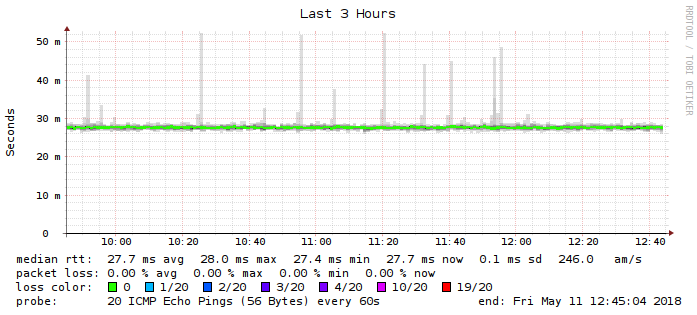 Last 3 Hours
RRDTOOL / TOBI OETIKER
Seconds
50 m
40 m
30 m
20 m
10 m
0
10:00 10:20 10:40 11:00 11:20 11:40 12:00 12:20 12:40
median rtt: 27.7 ms avg 28.0 ms max 27.4 ms min 27.7 ms now 0.1 ms sd 246.0 am/s
packet loss: 0.00 % avg 0.00 % max 0.00 % min 0.00 % now
loss color: 0 1/20 2/20 3/20 4/20 10/20 19/20
probe: 20 ICMP Echo Pings (56 Bytes) every 60s end: Fri May 11 12:45:04 2018